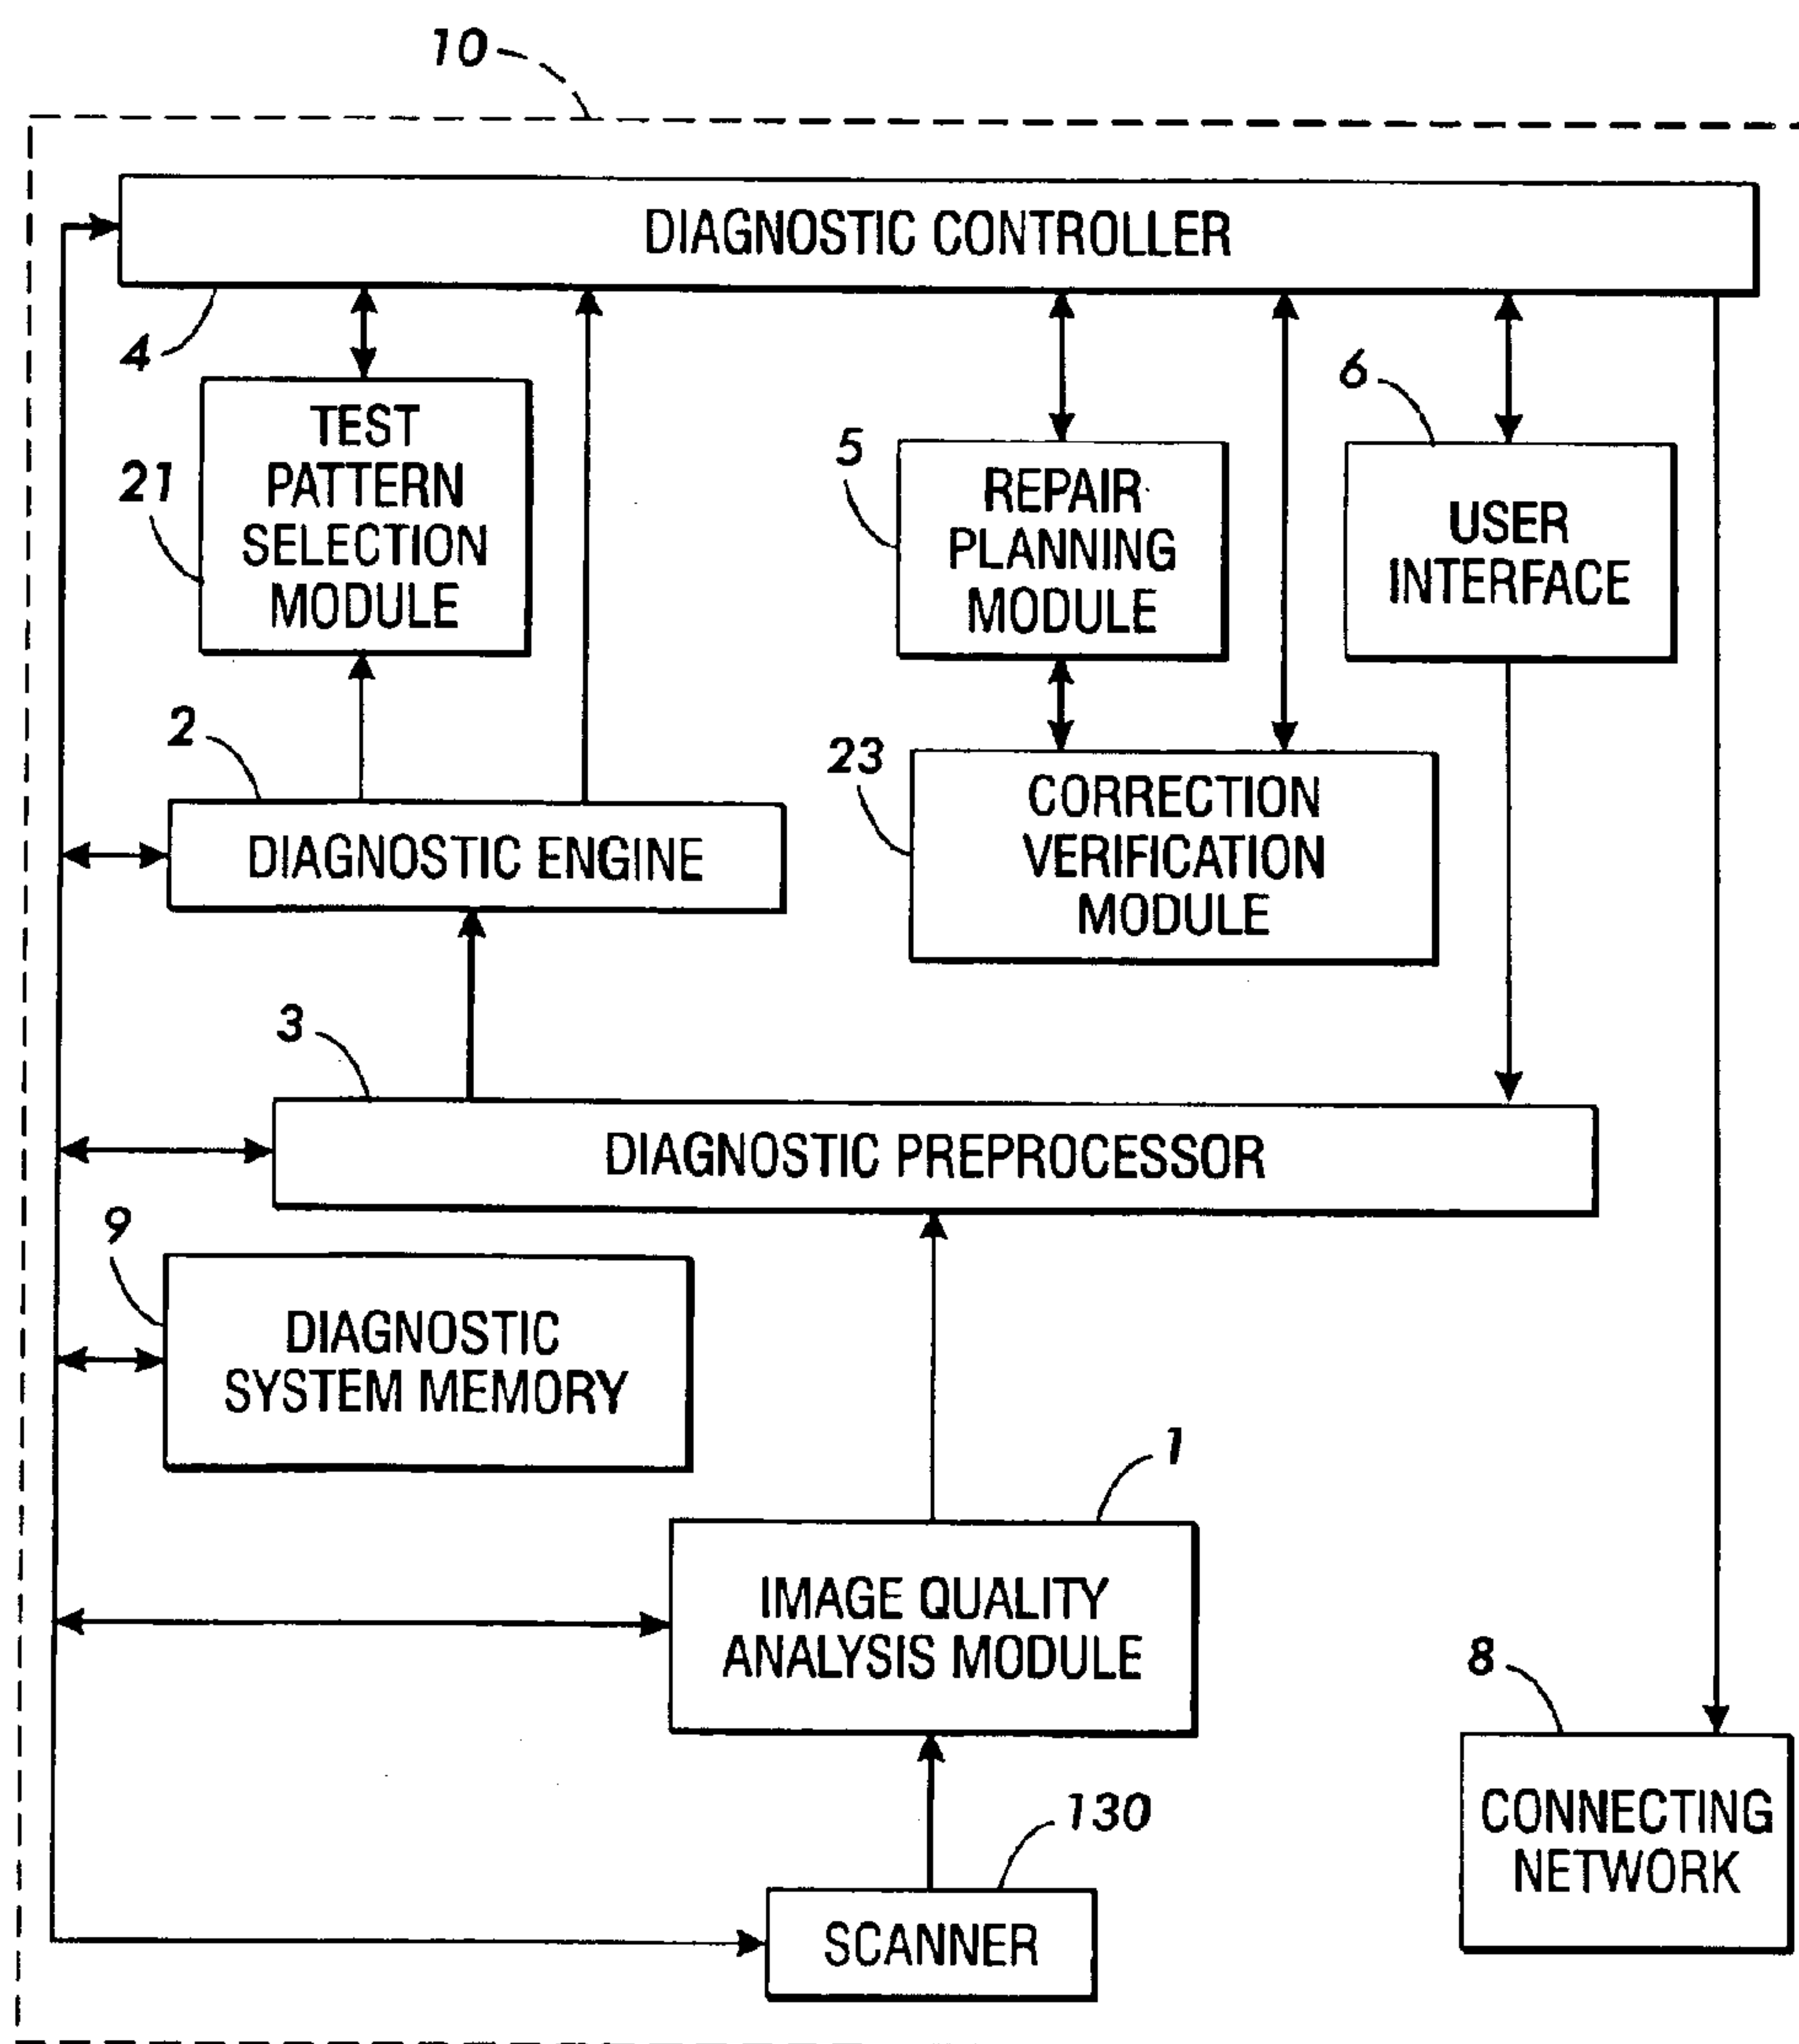 10
DIAGNOSTIC CONTROLLER
4
TEST
PATTERN
SELECTION
MODULE
21
5
REPAIR
PLANNING
MODULE
6
USER
INTERFACE
2
DIAGNOSTIC ENGINE
23
CORRECTION
VERIFICATION
MODULE
3
DIAGNOSTIC PREPROCESSOR
9
DIAGNOSTIC
SYSTEM MEMORY
1
IMAGE QUALITY
ANALYSIS MODULE
8
CONNECTING
NETWORK
130
SCANNER